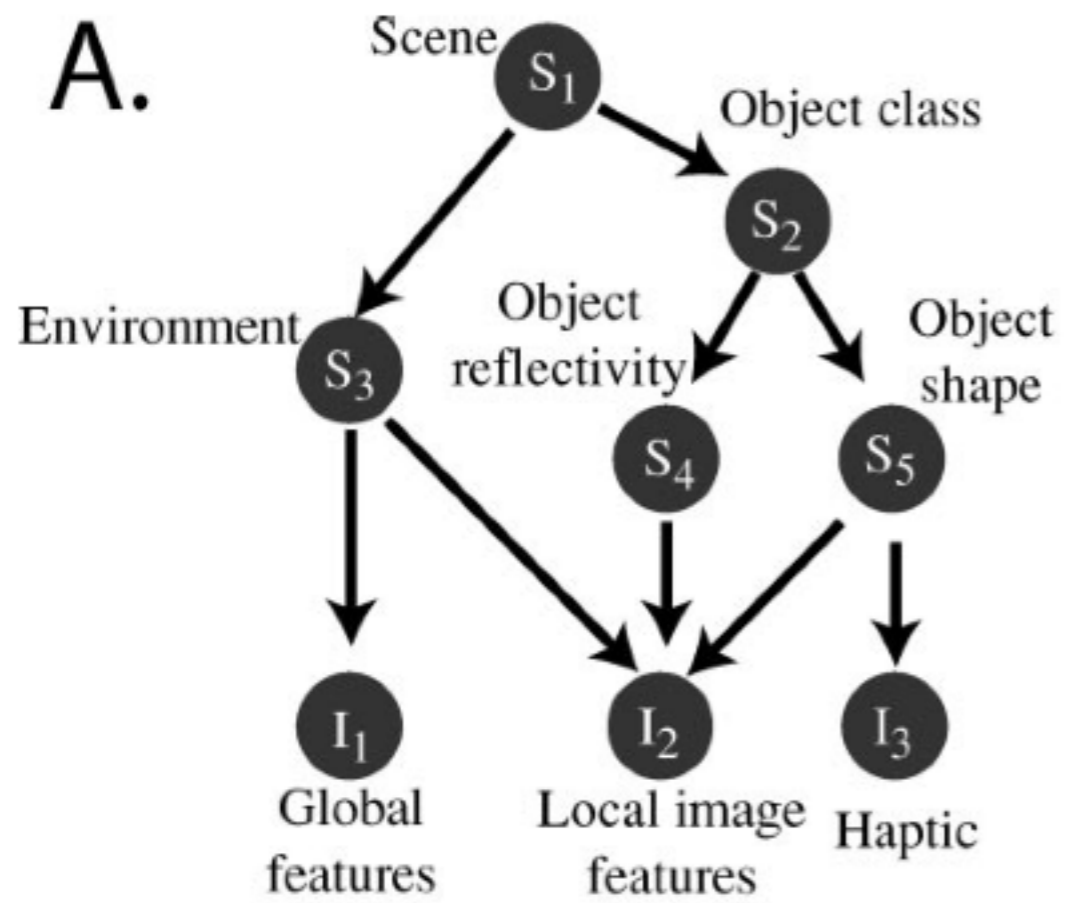 A.
Scene
S1
Object class
S2
Environment
S3
Object
reflectivity
S4
Object
shape
S5
I1
Global
features
I2
Local image
features
I3
Haptic